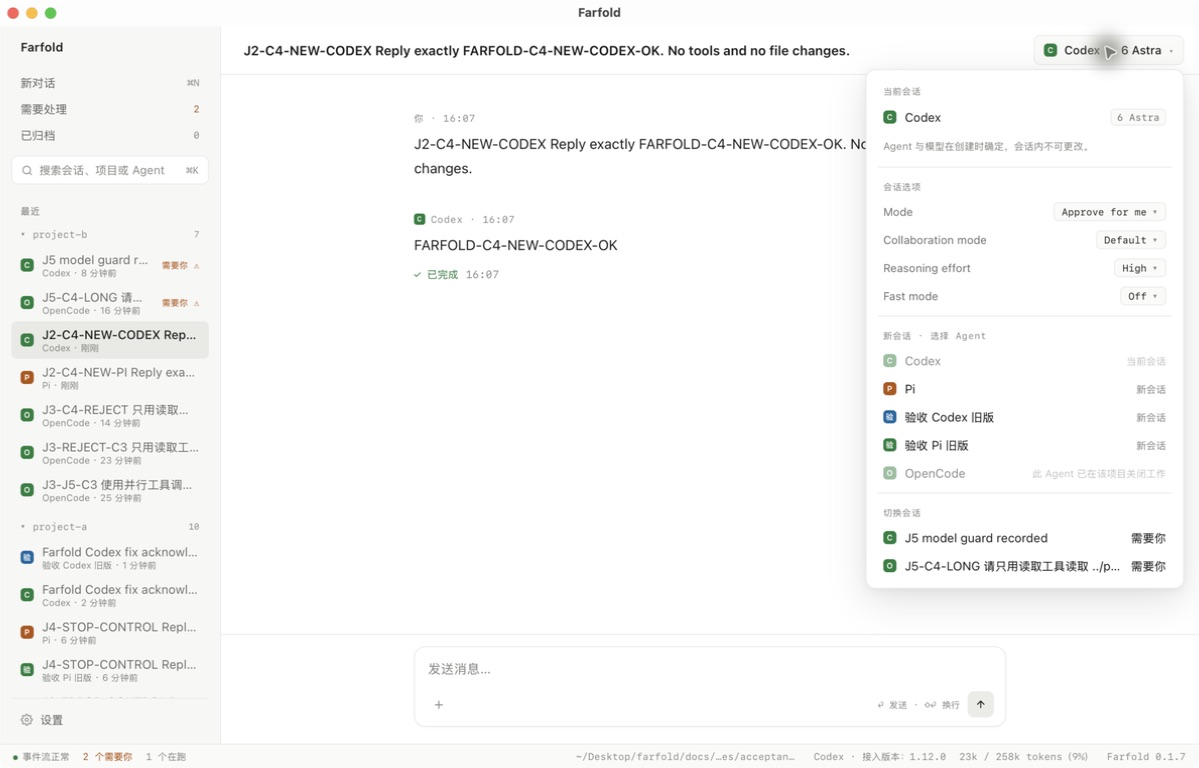 Farfold
Farfold
新对话 ⌘N
需要处理 2
已归档 0
搜索会话、项目或 Agent ⌘K
最近
project-b 7
C J5 model guard r... 需要你
Codex · 8 分钟前
O J5-C4-LONG 请... 需要你
OpenCode · 16 分钟前
C J2-C4-NEW-CODEX Rep...
Codex · 刚刚
P J2-C4-NEW-PI Reply exa...
Pi · 刚刚
O J3-C4-REJECT 只用读取...
OpenCode · 14 分钟前
O J3-REJECT-C3 只用读取工...
OpenCode · 23 分钟前
O J3-J5-C3 使用并行工具调...
OpenCode · 25 分钟前
project-a 10
验 Farfold Codex fix acknowl...
验收 Codex 旧版 · 1 分钟前
C Farfold Codex fix acknowl...
Codex · 2 分钟前
P J4-STOP-CONTROL Repl...
Pi · 6 分钟前
验 J4-STOP-CONTROL Repl...
验收 Pi 旧版 · 6 分钟前
设置
J2-C4-NEW-CODEX Reply exactly FARFOLD-C4-NEW-CODEX-OK. No tools and no file changes.
C Codex 6 Astra
你 · 16:07
J2-C4-NEW-CODEX Reply exactly FARFOLD-C4-NEW-CODEX-OK. No
changes.
C Codex · 16:07
FARFOLD-C4-NEW-CODEX-OK
✓ 已完成 16:07
当前会话
C Codex 6 Astra
Agent 与模型在创建时确定，会话内不可更改。
会话选项
Mode Approve for me
Collaboration mode Default
Reasoning effort High
Fast mode Off
新会话 · 选择 Agent
C Codex 当前会话
P Pi 新会话
验 验收 Codex 旧版 新会话
验 验收 Pi 旧版 新会话
O OpenCode 此 Agent 已在该项目关闭工作
切换会话
C J5 model guard recorded 需要你
O J5-C4-LONG 请只用读取工具读取 ../p... 需要你
发送消息...
+ ↵ 发送 · ⇧↵ 换行 ↑
事件流正常 2 个需要你 1 个在跑 ~/Desktop/farfold/docs/…es/acceptan… Codex · 接入版本: 1.12.0 23k / 258k tokens (9%) Farfold 0.1.7